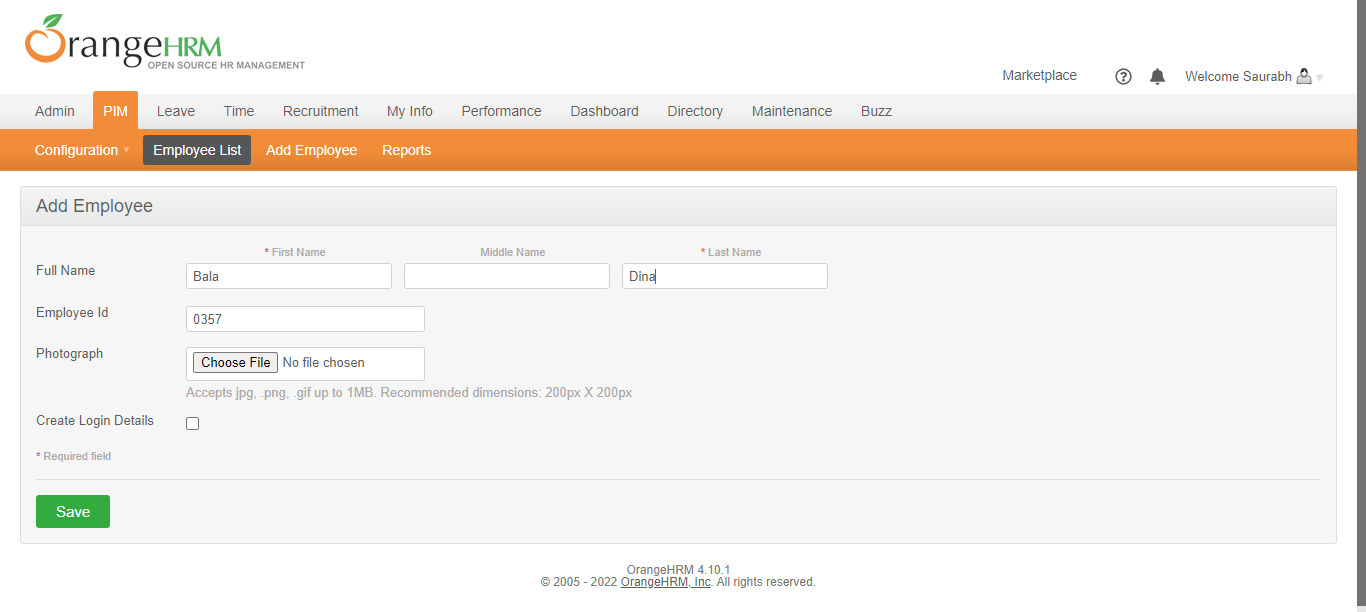 OrangeHRM
OPEN SOURCE HR MANAGEMENT
Marketplace ? Welcome Saurabh
Admin PIM Leave Time Recruitment My Info Performance Dashboard Directory Maintenance Buzz
Configuration Employee List Add Employee Reports
Add Employee
* First Name Middle Name * Last Name
Full Name Bala Dina
Employee Id 0357
Photograph Choose File No file chosen
Accepts jpg, .png, .gif up to 1MB. Recommended dimensions: 200px X 200px
Create Login Details
* Required field
Save
OrangeHRM 4.10.1
© 2005 - 2022 OrangeHRM, Inc. All rights reserved.